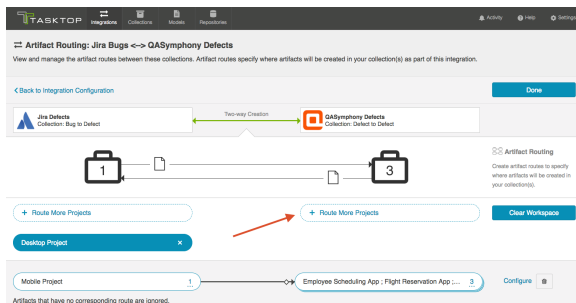 TASKTOP
Integrations
Collections
Models
Repositories
Activity
Help
Settings
Artifact Routing: Jira Bugs <--> QASymphony Defects
View and manage the artifact routes between these collections. Artifact routes specify where artifacts will be created in your collection(s) as part of this integration.
Back to Integration Configuration
Done
Jira Defects
Collection: Bug to Defect
Two-way Creation
QASymphony Defects
Collection: Defect to Defect
1
3
Artifact Routing
Create artifact routes to specify
where artifacts will be created in
your collection(s).
+ Route More Projects
+ Route More Projects
Clear Workspace
Desktop Project ×
Mobile Project 1
Employee Scheduling App ; Flight Reservation App ;... 3
Configure
Artifacts that have no corresponding route are ignored.